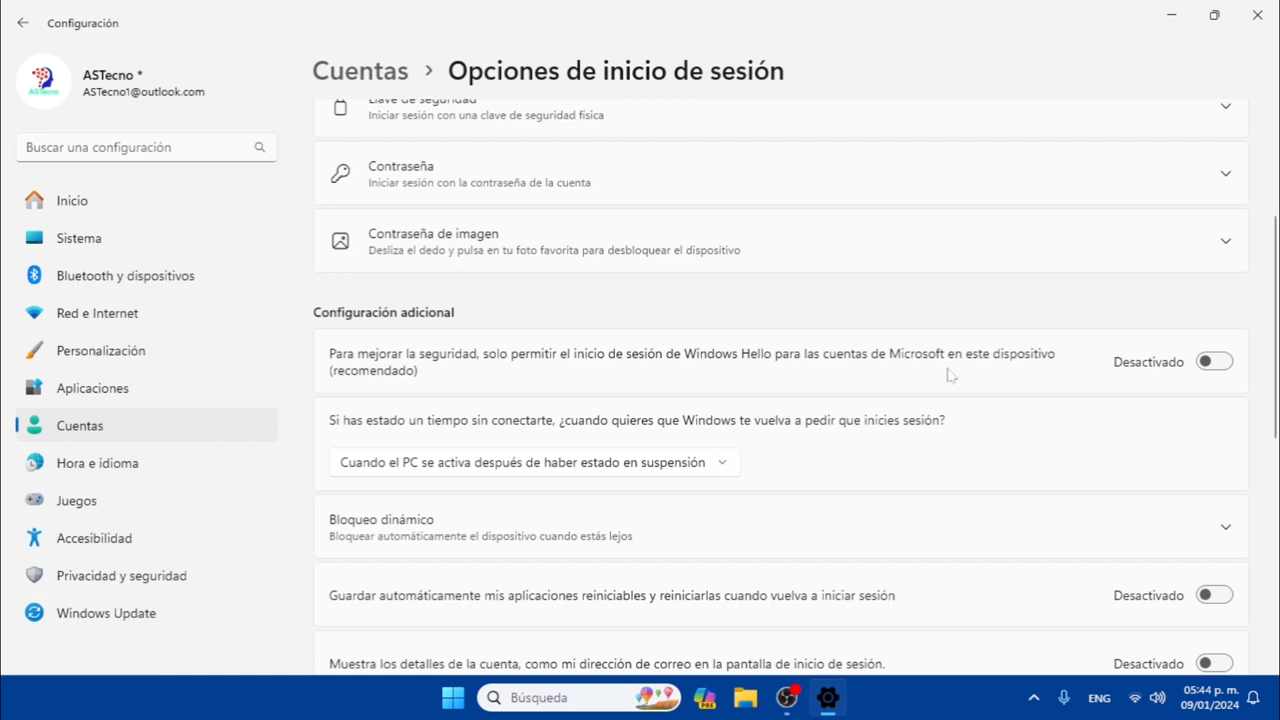 Configuración
ASTecno *
ASTecno1@outlook.com
Buscar una configuración
Inicio
Sistema
Bluetooth y dispositivos
Red e Internet
Personalización
Aplicaciones
Cuentas
Hora e idioma
Juegos
Accesibilidad
Privacidad y seguridad
Windows Update
Cuentas > Opciones de inicio de sesión
Llave de seguridad
Iniciar sesión con una clave de seguridad física
Contraseña
Iniciar sesión con la contraseña de la cuenta
Contraseña de imagen
Desliza el dedo y pulsa en tu foto favorita para desbloquear el dispositivo
Configuración adicional
Para mejorar la seguridad, solo permitir el inicio de sesión de Windows Hello para las cuentas de Microsoft en este dispositivo
(recomendado)
Desactivado
Si has estado un tiempo sin conectarte, ¿cuando quieres que Windows te vuelva a pedir que inicies sesión?
Cuando el PC se activa después de haber estado en suspensión
Bloqueo dinámico
Bloquear automáticamente el dispositivo cuando estás lejos
Guardar automáticamente mis aplicaciones reiniciables y reiniciarlas cuando vuelva a iniciar sesión
Desactivado
Muestra los detalles de la cuenta, como mi dirección de correo en la pantalla de inicio de sesión.
Desactivado
Búsqueda
PRE
ENG
05:44 p. m.
09/01/2024